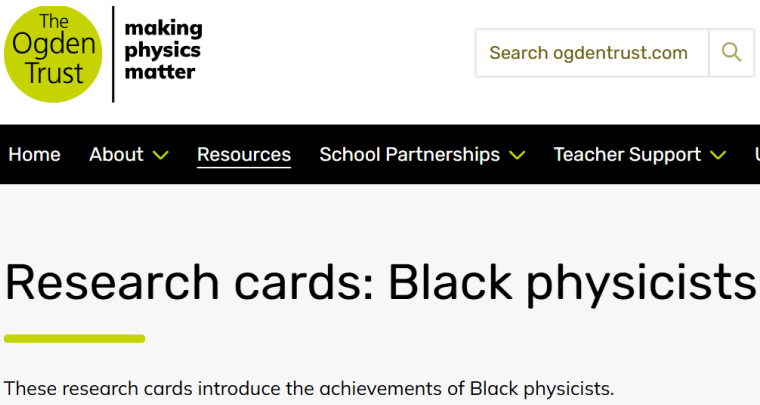 The
Ogden
Trust
making
physics
matter
Search ogdentrust.com
Home About Resources School Partnerships Teacher Support
Research cards: Black physicists
These research cards introduce the achievements of Black physicists.